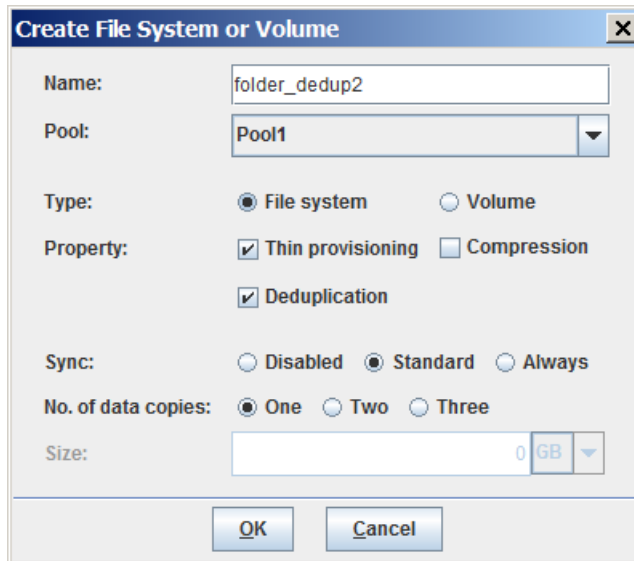 Create File System or Volume
Name: folder_dedup2
Pool: Pool1
Type: File system Volume
Property: Thin provisioning Compression
Deduplication
Sync: Disabled Standard Always
No. of data copies: One Two Three
Size: 0 GB
OK Cancel